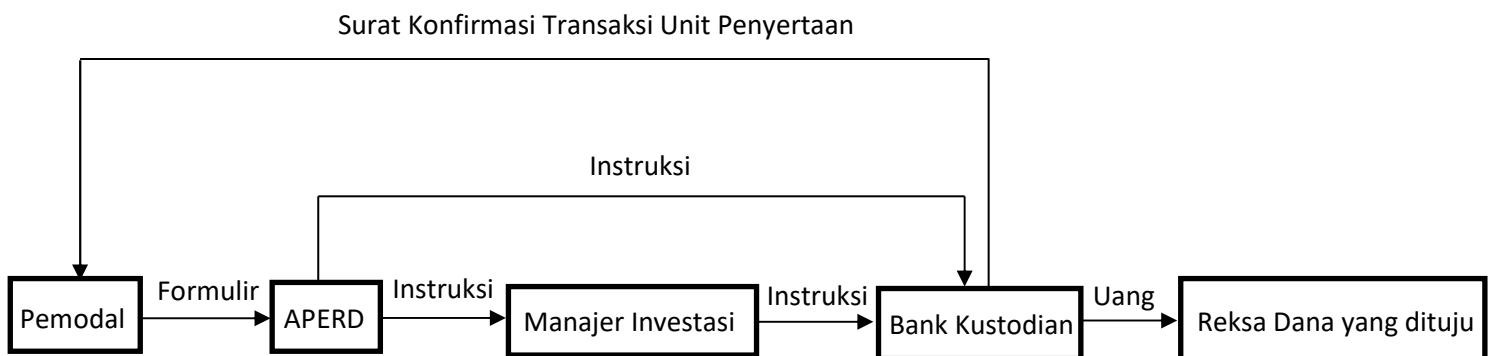 Surat Konfirmasi Transaksi Unit Penyertaan
Instruksi
Formulir
Instruksi
Instruksi
Uang
Pemodal
APERD
Manajer Investasi
Bank Kustodian
Reksa Dana yang dituju